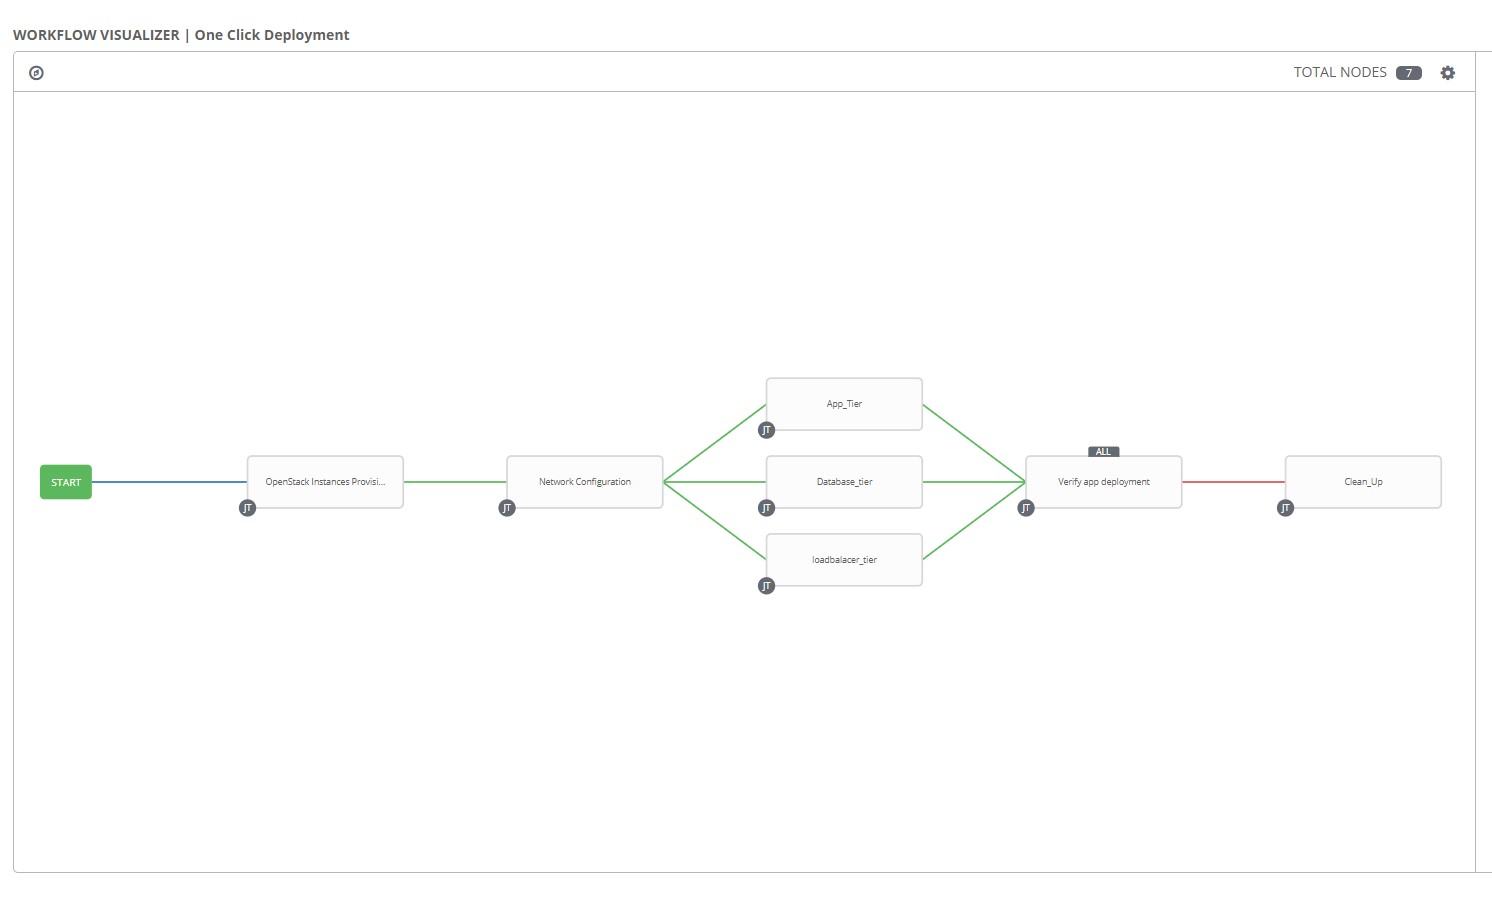 WORKFLOW VISUALIZER | One Click Deployment
TOTAL NODES 7
App_Tier
JT
ALL
START
OpenStack Instances Provisi...
Network Configuration
Database_tier
Verify app deployment
Clean_Up
JT
JT
JT
JT
JT
loadbalacer_tier
JT